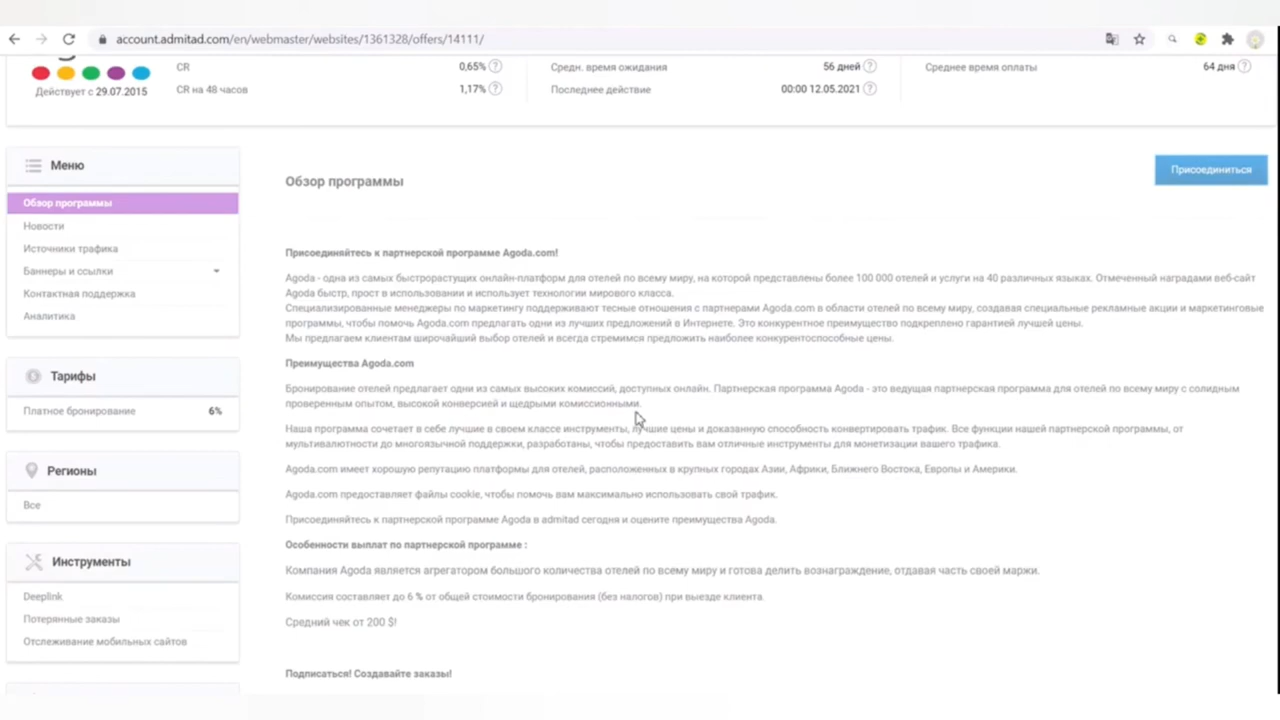 account.admitad.com/en/webmaster/websites/1361328/offers/14111/
CR 0,65% ?
Средн. время ожидания 56 дней ?
Среднее время оплаты 64 дня ?
Действует с 29.07.2015
CR на 48 часов 1,17% ?
Последнее действие 00:00 12.05.2021 ?
Меню
Обзор программы
Новости
Источники трафика
Баннеры и ссылки
Контактная поддержка
Аналитика
Тарифы
Платное бронирование 6%
Регионы
Все
Инструменты
Deeplink
Потерянные заказы
Отслеживание мобильных сайтов
Обзор программы
Присоединиться
Присоединяйтесь к партнерской программе Agoda.com!
Agoda - одна из самых быстрорастущих онлайн-платформ для отелей по всему миру, на которой представлены более 100 000 отелей и услуги на 40 различных языках. Отмеченный наградами веб-сайт
Agoda быстр, прост в использовании и использует технологии мирового класса.
Специализированные менеджеры по маркетингу поддерживают тесные отношения с партнерами Agoda.com в области отелей по всему миру, создавая специальные рекламные акции и маркетинговые
программы, чтобы помочь Agoda.com предлагать одни из лучших предложений в Интернете. Это конкурентное преимущество подкреплено гарантией лучшей цены.
Мы предлагаем клиентам широчайший выбор отелей и всегда стремимся предложить наиболее конкурентоспособные цены.
Преимущества Agoda.com
Бронирование отелей предлагает одни из самых высоких комиссий, доступных онлайн. Партнерская программа Agoda - это ведущая партнерская программа для отелей по всему миру с солидным
проверенным опытом, высокой конверсией и щедрыми комиссионными.
Наша программа сочетает в себе лучшие в своем классе инструменты, лучшие цены и доказанную способность конвертировать трафик. Все функции нашей партнерской программы, от
мультивалютности до многоязычной поддержки, разработаны, чтобы предоставить вам отличные инструменты для монетизации вашего трафика.
Agoda.com имеет хорошую репутацию платформы для отелей, расположенных в крупных городах Азии, Африки, Ближнего Востока, Европы и Америки.
Agoda.com предоставляет файлы cookie, чтобы помочь вам максимально использовать свой трафик.
Присоединяйтесь к партнерской программе Agoda в admitad сегодня и оцените преимущества Agoda.
Особенности выплат по партнерской программе :
Компания Agoda является агрегатором большого количества отелей по всему миру и готова делить вознаграждение, отдавая часть своей маржи.
Комиссия составляет до 6 % от общей стоимости бронирования (без налогов) при выезде клиента.
Средний чек от 200 $!
Подписаться! Создавайте заказы!